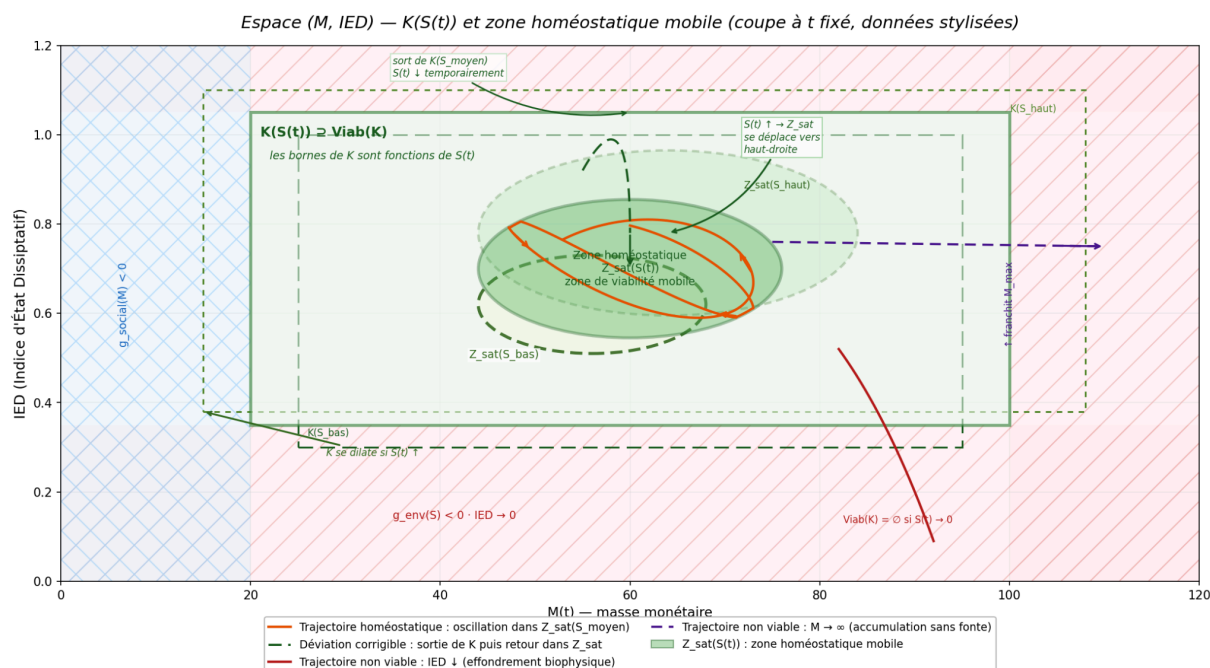 Espace (M, IED) — K(S(t)) et zone homéostatique mobile (coupe à t fixé, données stylisées)
1.2
sort de K(S_moyen)
S(t) ↓ temporairement
K(S_haut)
K(S(t)) ⊇ Viab(K)
1.0
S(t) ↑ → Z_sat
se déplace vers
haut-droite
les bornes de K sont fonctions de S(t)
Z_sat(S_haut)
0.8
IED (Indice d'État Dissipatif)
g_social(M) < 0
Zone homéostatique
Z_sat(S(t))
zone de viabilité mobile
↑ franchit M_max
0.6
Z_sat(S_bas)
0.4
K(S_bas)
K se dilate si S(t) ↑
0.2
g_env(S) < 0 · IED → 0
Viab(K) = ∅ si S(t) → 0
0.0
0
20
40
60
80
100
120
M(t) — masse monétaire
Trajectoire homéostatique : oscillation dans Z_sat(S_moyen)
Déviation corrigible : sortie de K puis retour dans Z_sat
Trajectoire non viable : IED ↓ (effondrement biophysique)
Trajectoire non viable : M → ∞ (accumulation sans fonte)
Z_sat(S(t)) : zone homéostatique mobile